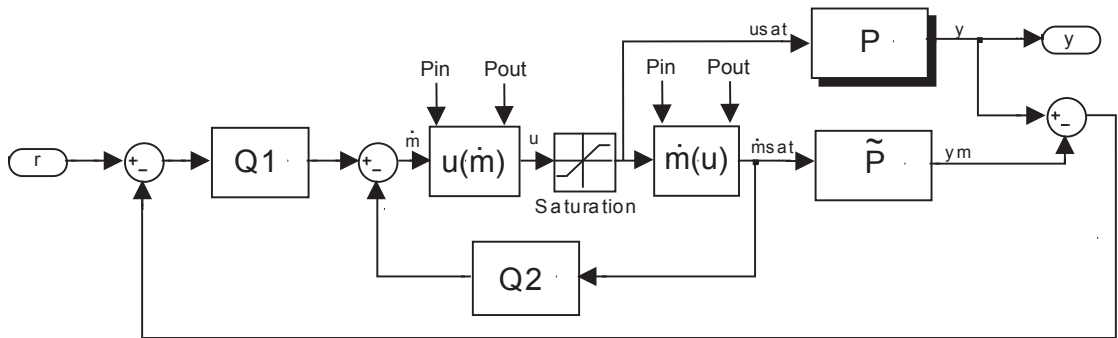 usat
P
y
y
Pin
Pout
Pin
Pout
r
+
−
Q1
+
−
ṁ
u(ṁ)
u
Saturation
ṁ(u)
ṁsat
P̃
ym
+
−
Q2